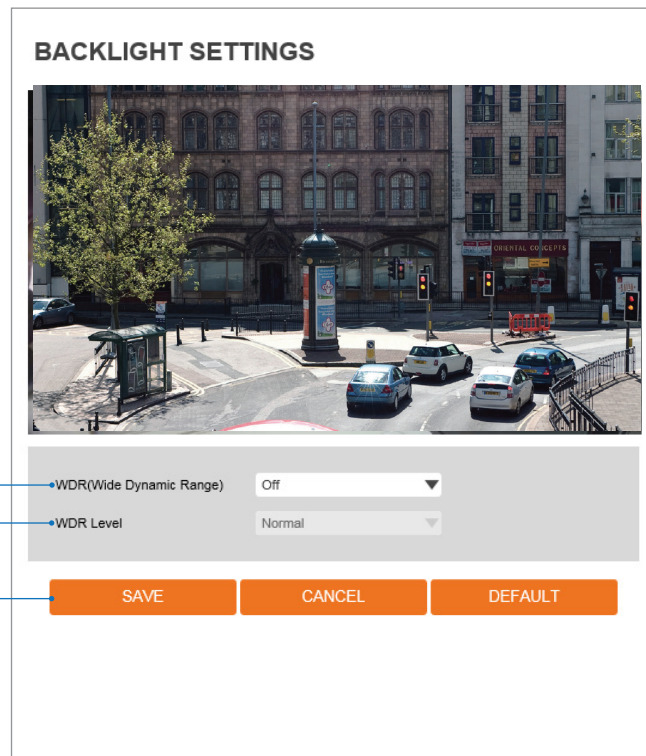 BACKLIGHT SETTINGS
ORIENTAL CONCEPTS
WDR(Wide Dynamic Range) Off
WDR Level Normal
SAVE CANCEL DEFAULT